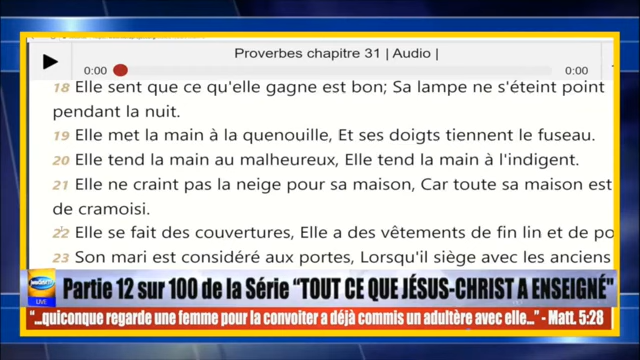 Proverbes chapitre 31 | Audio |
0:00 0:00
18 Elle sent que ce qu'elle gagne est bon; Sa lampe ne s'éteint point
pendant la nuit.
19 Elle met la main à la quenouille, Et ses doigts tiennent le fuseau.
20 Elle tend la main au malheureux, Elle tend la main à l'indigent.
21 Elle ne craint pas la neige pour sa maison, Car toute sa maison est
de cramoisi.
22 Elle se fait des couvertures, Elle a des vêtements de fin lin et de po
23 Son mari est considéré aux portes, Lorsqu'il siège avec les anciens
LIVE
Partie 12 sur 100 de la Série “TOUT CE QUE JÉSUS-CHRIST A ENSEIGNÉ"
“...quiconque regarde une femme pour la convoiter a déjà commis un adultère avec elle...” - Matt. 5:28